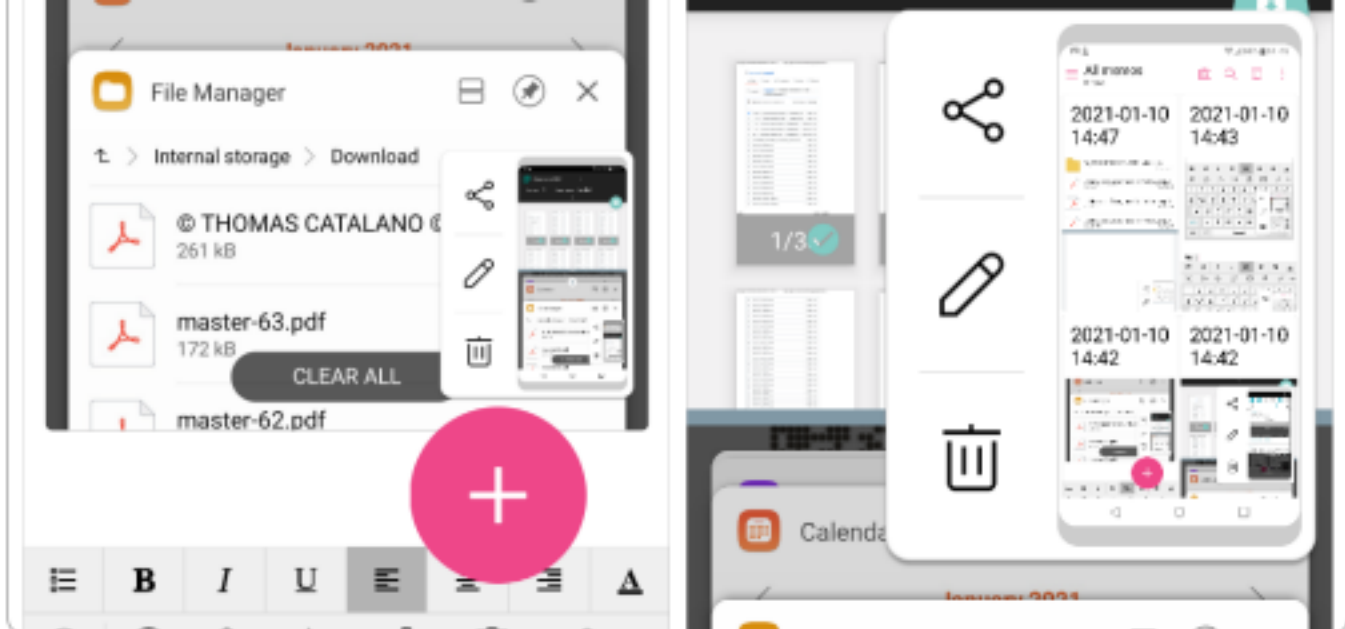 January 2021
File Manager
Internal storage > Download
© THOMAS CATALANO ©
261 kB
master-63.pdf
172 kB
CLEAR ALL
master-62.pdf
B I U A
1/3
All memos
2021-01-10
14:47
2021-01-10
14:43
2021-01-10
14:42
2021-01-10
14:42
Calenda
January 2021